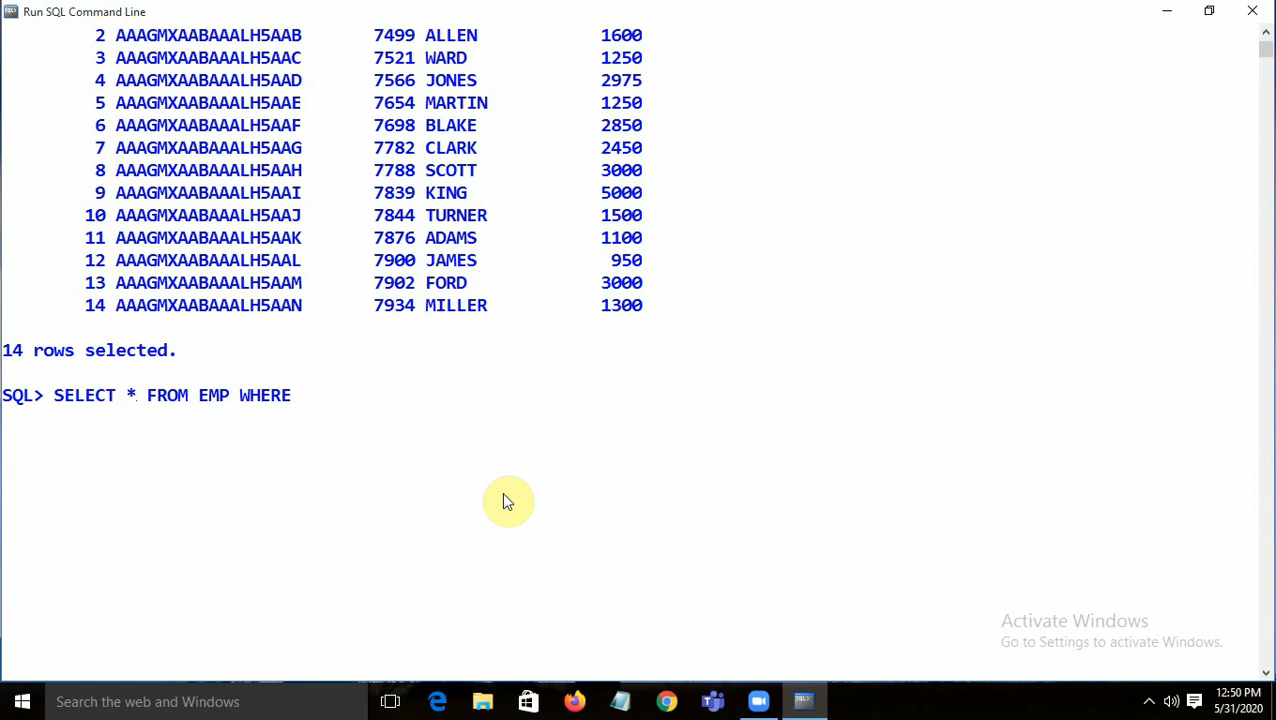 Run SQL Command Line
2 AAAGMXAABAAALH5AAB 7499 ALLEN 1600
3 AAAGMXAABAAALH5AAC 7521 WARD 1250
4 AAAGMXAABAAALH5AAD 7566 JONES 2975
5 AAAGMXAABAAALH5AAE 7654 MARTIN 1250
6 AAAGMXAABAAALH5AAF 7698 BLAKE 2850
7 AAAGMXAABAAALH5AAG 7782 CLARK 2450
8 AAAGMXAABAAALH5AAH 7788 SCOTT 3000
9 AAAGMXAABAAALH5AAI 7839 KING 5000
10 AAAGMXAABAAALH5AAJ 7844 TURNER 1500
11 AAAGMXAABAAALH5AAK 7876 ADAMS 1100
12 AAAGMXAABAAALH5AAL 7900 JAMES 950
13 AAAGMXAABAAALH5AAM 7902 FORD 3000
14 AAAGMXAABAAALH5AAN 7934 MILLER 1300
14 rows selected.
SQL> SELECT * FROM EMP WHERE
Activate Windows
Go to Settings to activate Windows.
Search the web and Windows
12:50 PM
5/31/2020